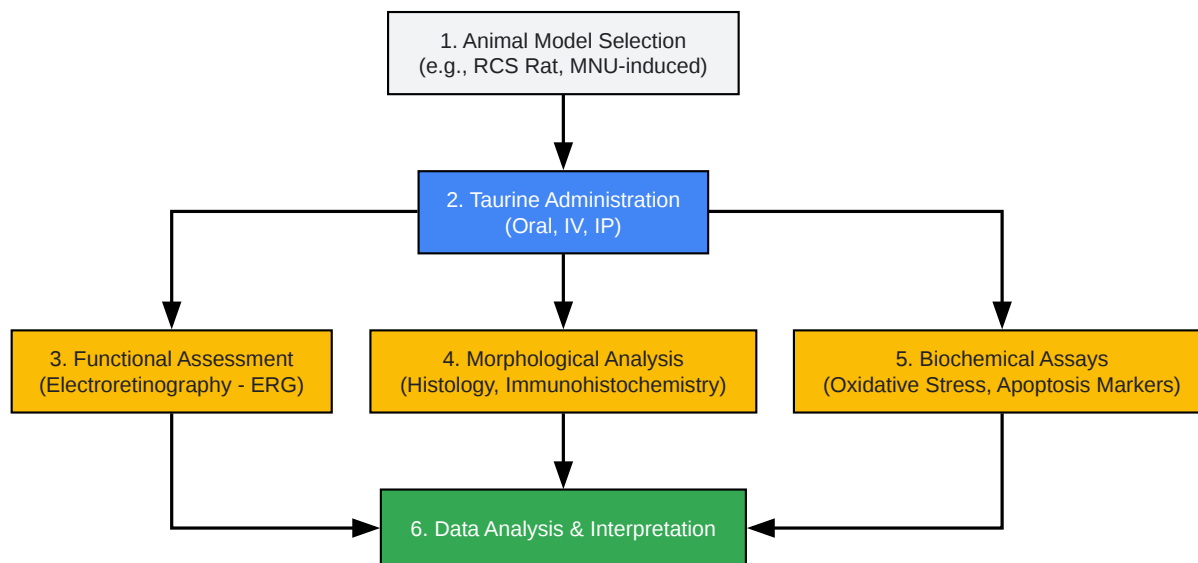 1. Animal Model Selection
(e.g., RCS Rat, MNU-induced)
2. Taurine Administration
(Oral, IV, IP)
3. Functional Assessment
(Electroretinography - ERG)
4. Morphological Analysis
(Histology, Immunohistochemistry)
5. Biochemical Assays
(Oxidative Stress, Apoptosis Markers)
6. Data Analysis & Interpretation